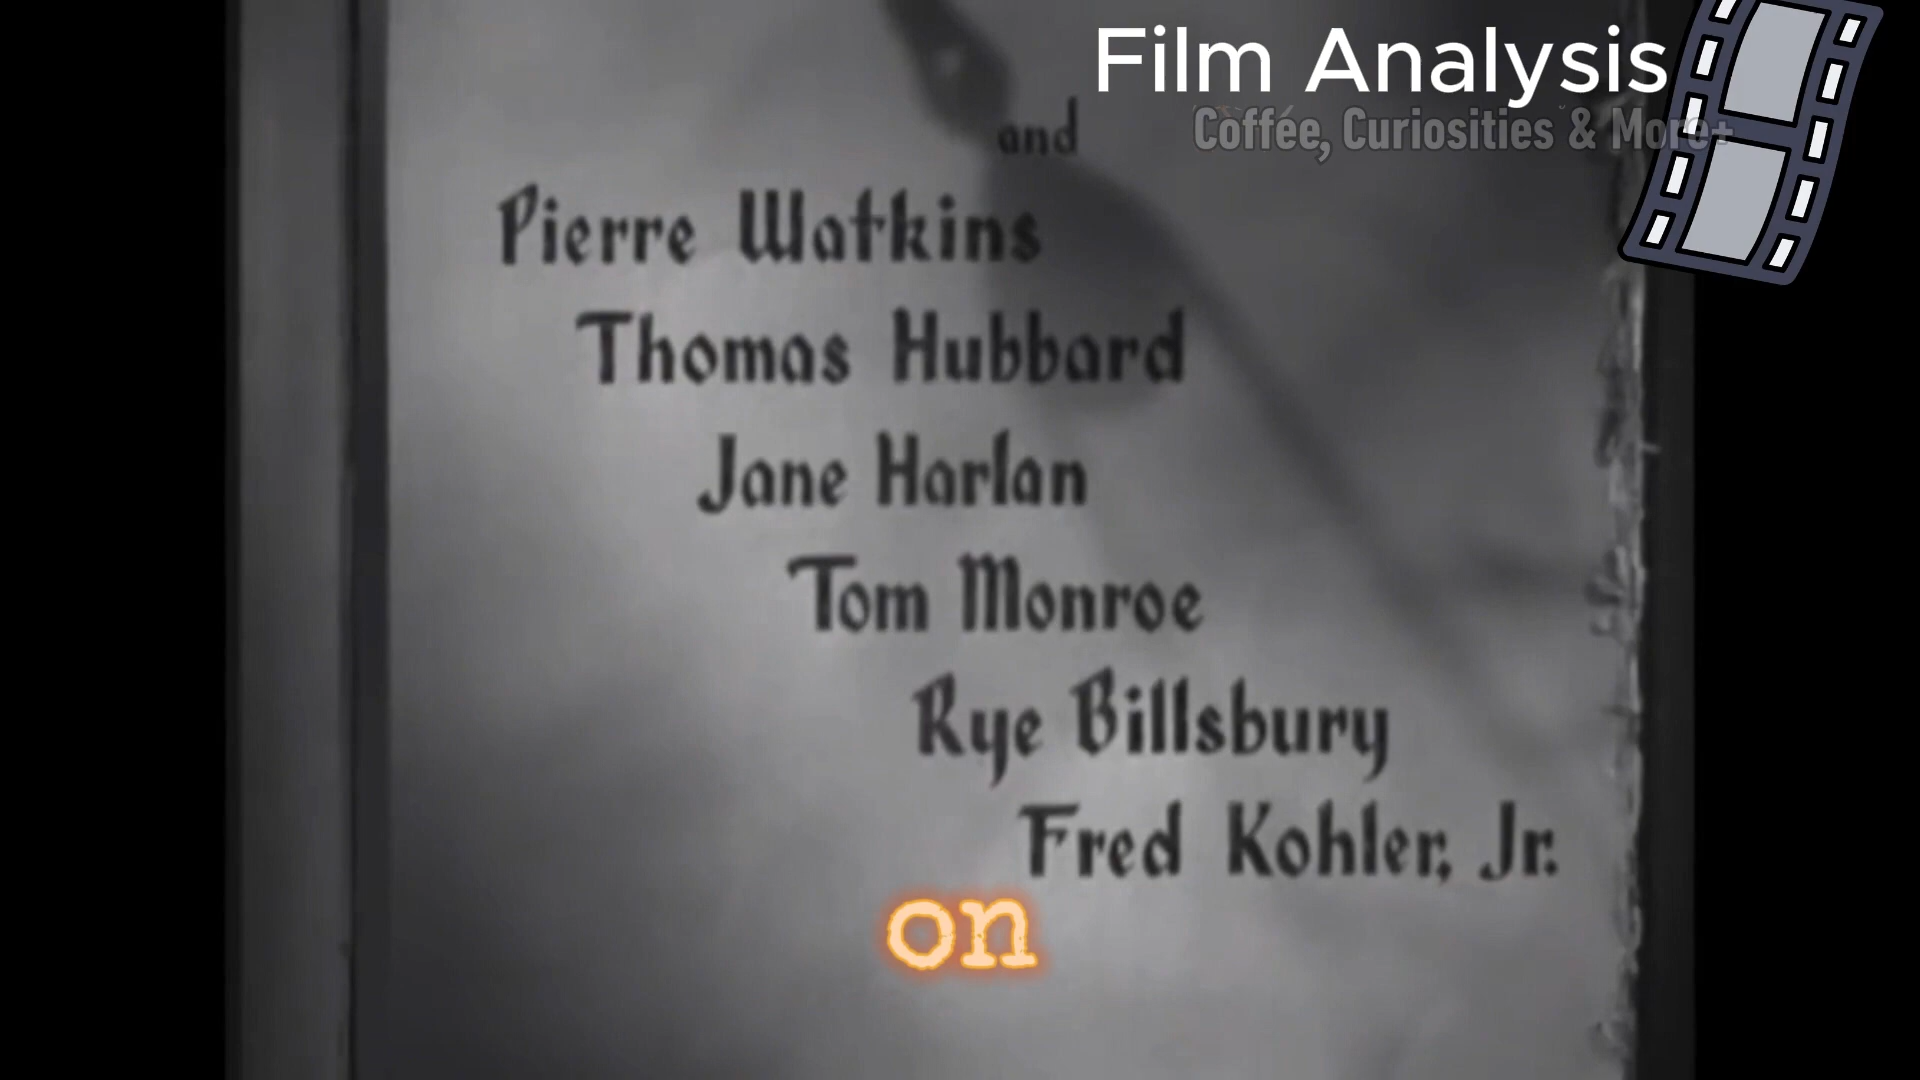 Film Analysis
Coffée, Curiosities & More+
and
Pierre Watkins
Thomas Hubbard
Jane Harlan
Tom Monroe
Rye Billsbury
Fred Kohler, Jr.
on